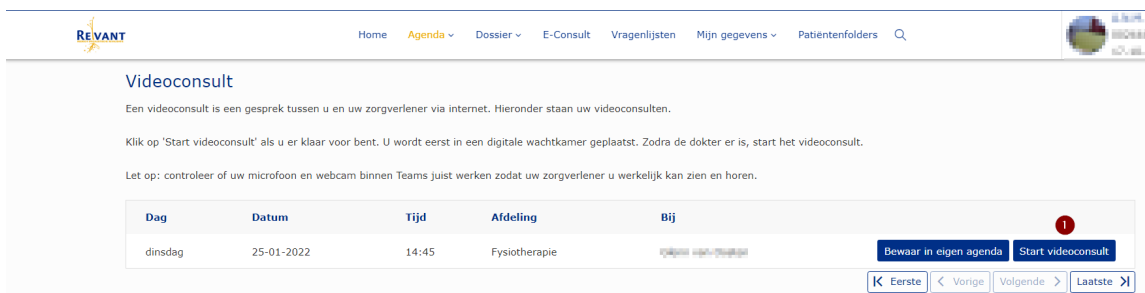 REVANT
Home Agenda Dossier E-Consult Vragenlijsten Mijn gegevens Patiëntenfolders
Videoconsult
Een videoconsult is een gesprek tussen u en uw zorgverlener via internet. Hieronder staan uw videoconsulten.
Klik op 'Start videoconsult' als u er klaar voor bent. U wordt eerst in een digitale wachtkamer geplaatst. Zodra de dokter er is, start het videoconsult.
Let op: controleer of uw microfoon en webcam binnen Teams juist werken zodat uw zorgverlener u werkelijk kan zien en horen.
Dag Datum Tijd Afdeling Bij
1
dinsdag 25-01-2022 14:45 Fysiotherapie Bewaar in eigen agenda Start videoconsult
Eerste Vorige Volgende Laatste